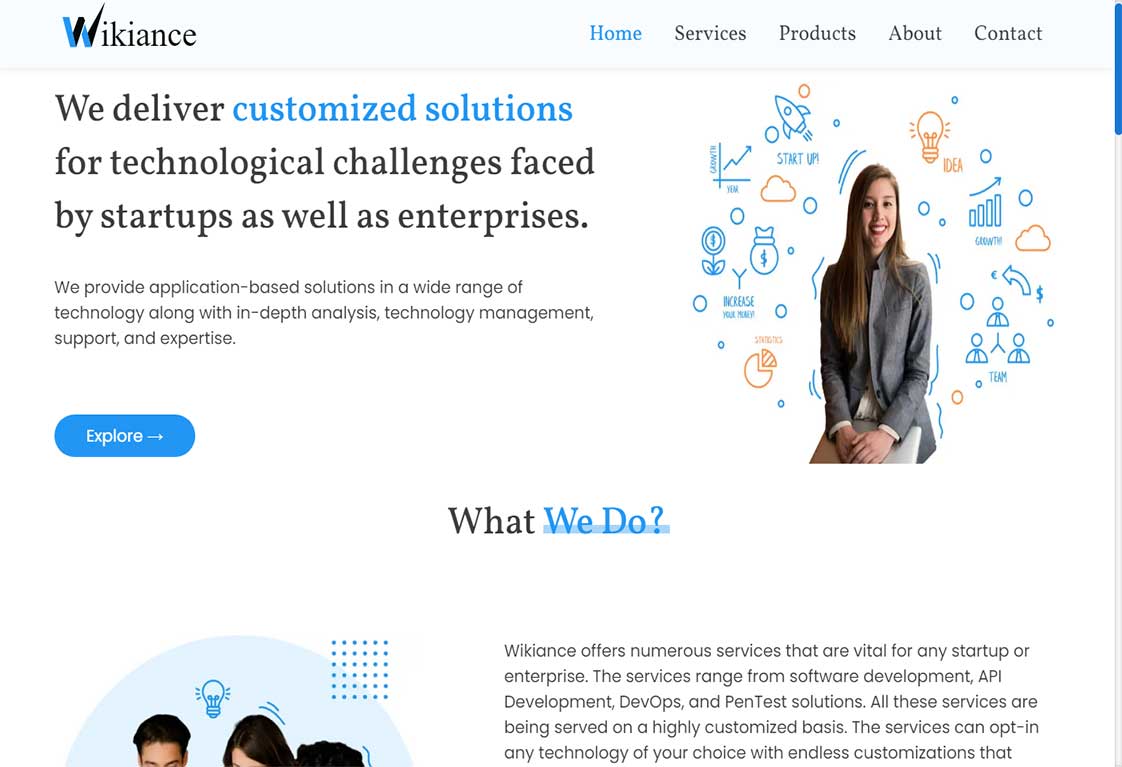 Wikiance
Home Services Products About Contact
We deliver customized solutions
for technological challenges faced
by startups as well as enterprises.
We provide application-based solutions in a wide range of
technology along with in-depth analysis, technology management,
support, and expertise.
Explore →
START UP!
GROWTH
YEAR
IDEA
GROWTH!
$
$
€
$
INCREASE
YOUR MONEY!
STATISTICS
TEAM
What We Do?
Wikiance offers numerous services that are vital for any startup or
enterprise. The services range from software development, API
Development, DevOps, and PenTest solutions. All these services are
being served on a highly customized basis. The services can opt-in
any technology of your choice with endless customizations that